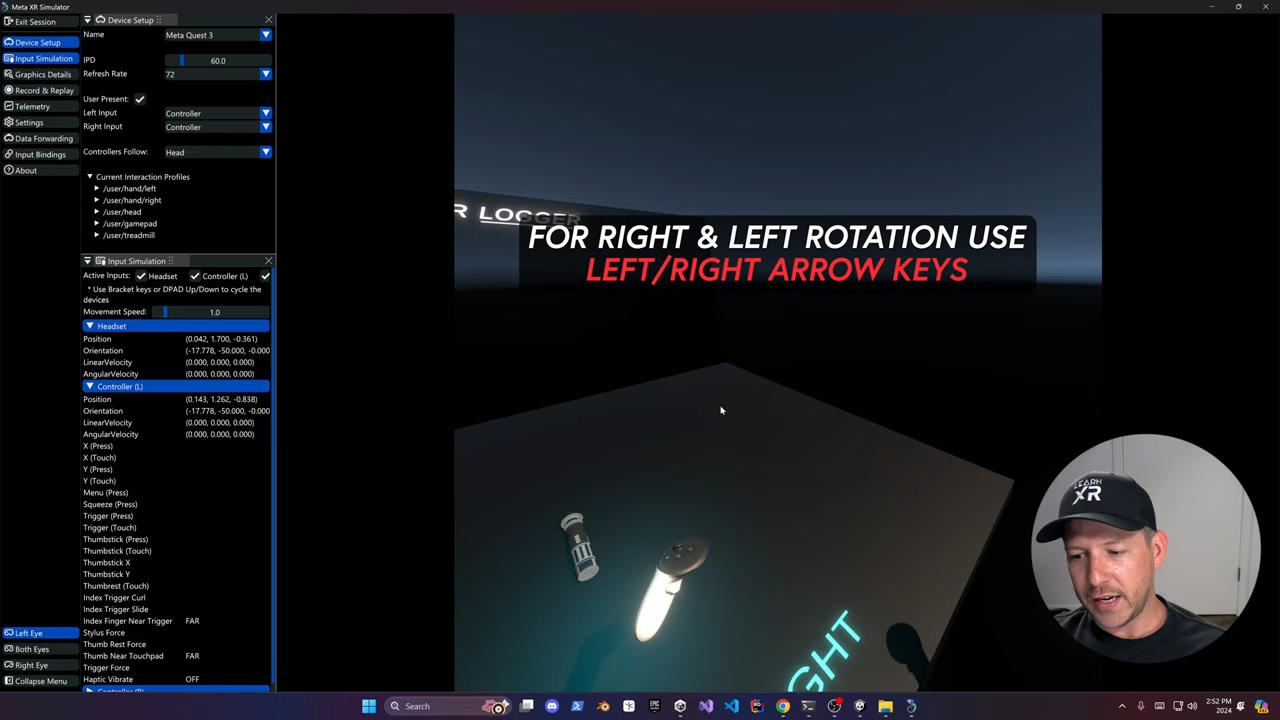 Meta XR Simulator
Exit Session
Device Setup
Input Simulation
Graphics Details
Record & Replay
Telemetry
Settings
Data Forwarding
Input Bindings
About
Left Eye
Both Eyes
Right Eye
Collapse Menu
Device Setup
Name Meta Quest 3
IPD 60.0
Refresh Rate 72
User Present:
Left Input Controller
Right Input Controller
Controllers Follow: Head
Current Interaction Profiles
/user/hand/left
/user/hand/right
/user/head
/user/gamepad
/user/treadmill
Input Simulation
Active Inputs: Headset Controller (L)
* Use Bracket keys or DPAD Up/Down to cycle the
devices
Movement Speed: 1.0
Headset
Position (0.042, 1.700, -0.361)
Orientation (-17.778, -50.000, -0.000
LinearVelocity (0.000, 0.000, 0.000)
AngularVelocity (0.000, 0.000, 0.000)
Controller (L)
Position (0.143, 1.262, -0.838)
Orientation (-17.778, -50.000, -0.000
LinearVelocity (0.000, 0.000, 0.000)
AngularVelocity (0.000, 0.000, 0.000)
X (Press)
X (Touch)
Y (Press)
Y (Touch)
Menu (Press)
Squeeze (Press)
Trigger (Press)
Trigger (Touch)
Thumbstick (Press)
Thumbstick (Touch)
Thumbstick X
Thumbstick Y
Thumbrest (Touch)
Index Trigger Curl
Index Trigger Slide
Index Finger Near Trigger FAR
Stylus Force
Thumb Rest Force
Thumb Near Touchpad FAR
Trigger Force
Haptic Vibrate OFF
R LOGGER
FOR RIGHT & LEFT ROTATION USE
LEFT/RIGHT ARROW KEYS
GHT
LEARN
XR
Search
2:52 PM
2024